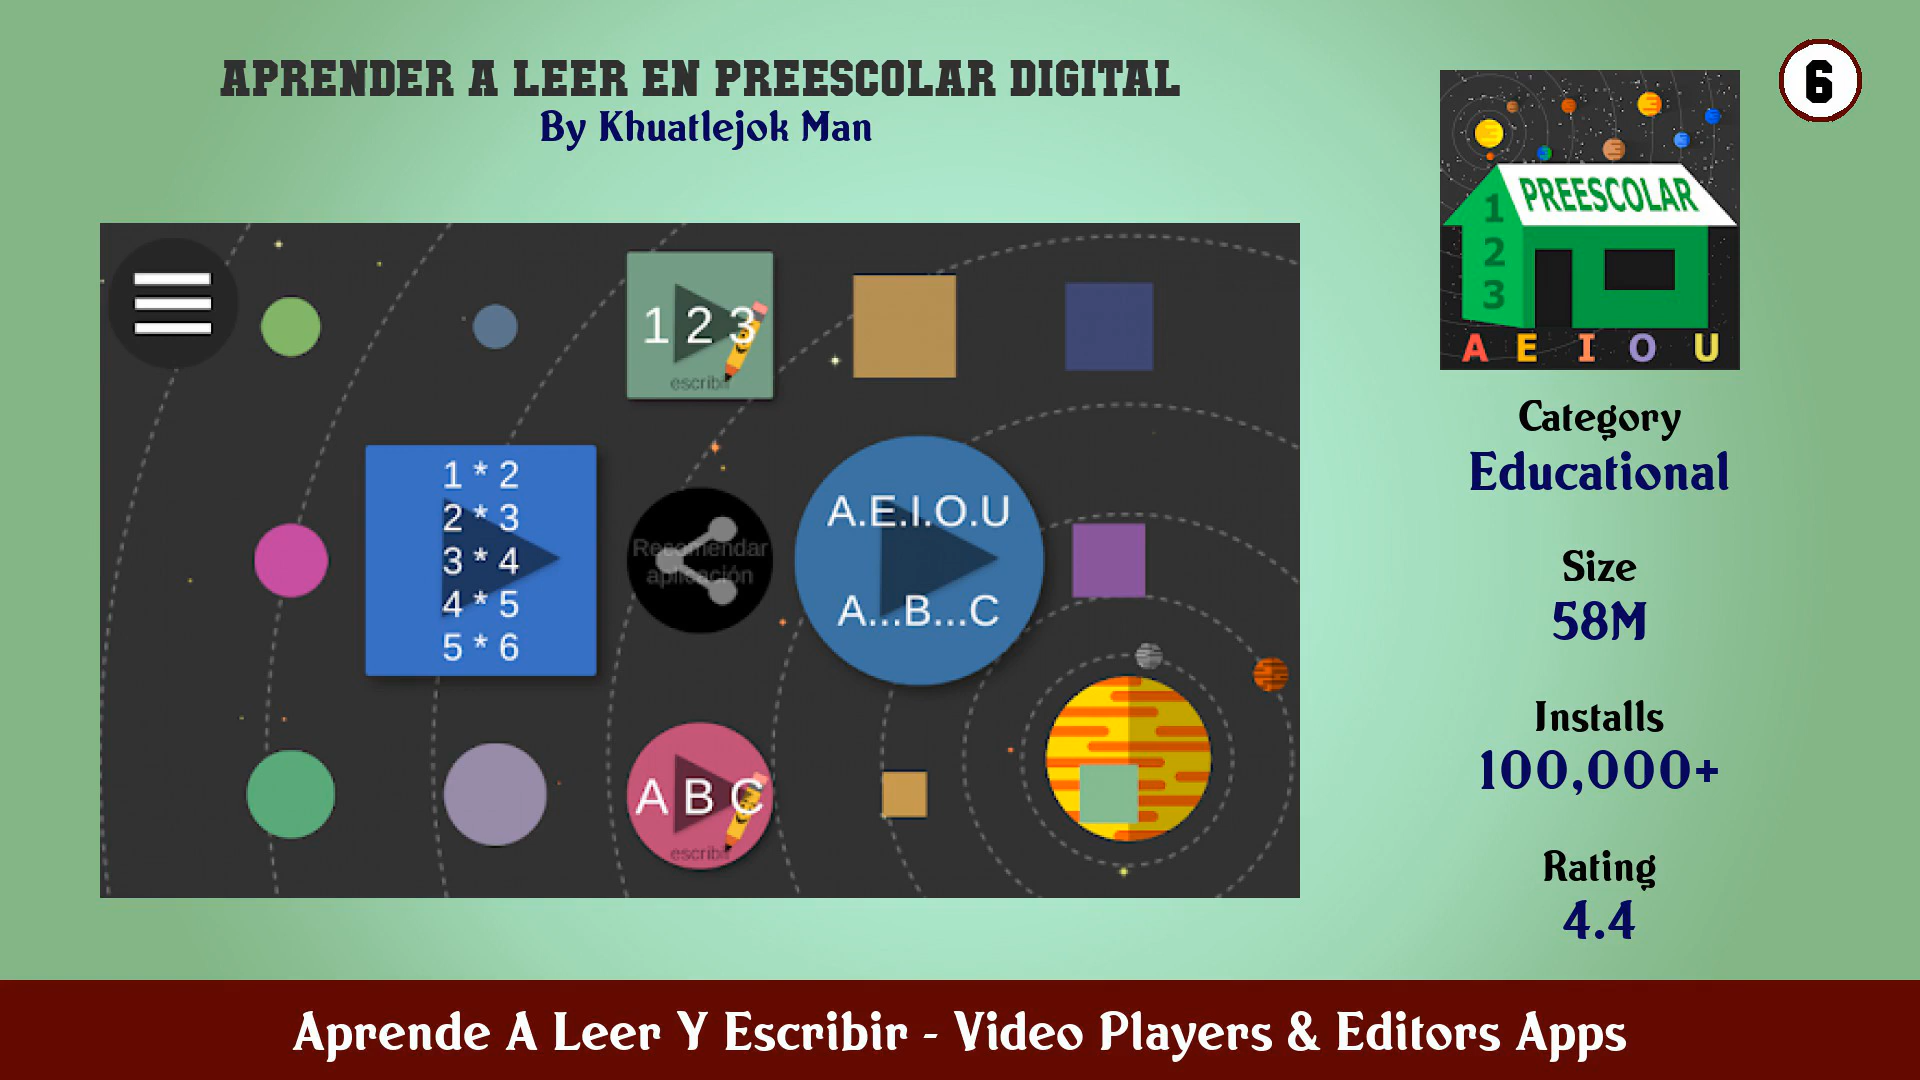 APRENDER A LEER EN PREESCOLAR DIGITAL
By Khuatlejok Man
6
PREESCOLAR
1
2
3
A E I O U
1 2 3
escribir
1 * 2
2 * 3
3 * 4
4 * 5
5 * 6
Recomendar
aplicación
A.E.I.O.U
A...B...C
A B C
escribir
Category
Educational
Size
58M
Installs
100,000+
Rating
4.4
Aprende A Leer Y Escribir - Video Players & Editors Apps